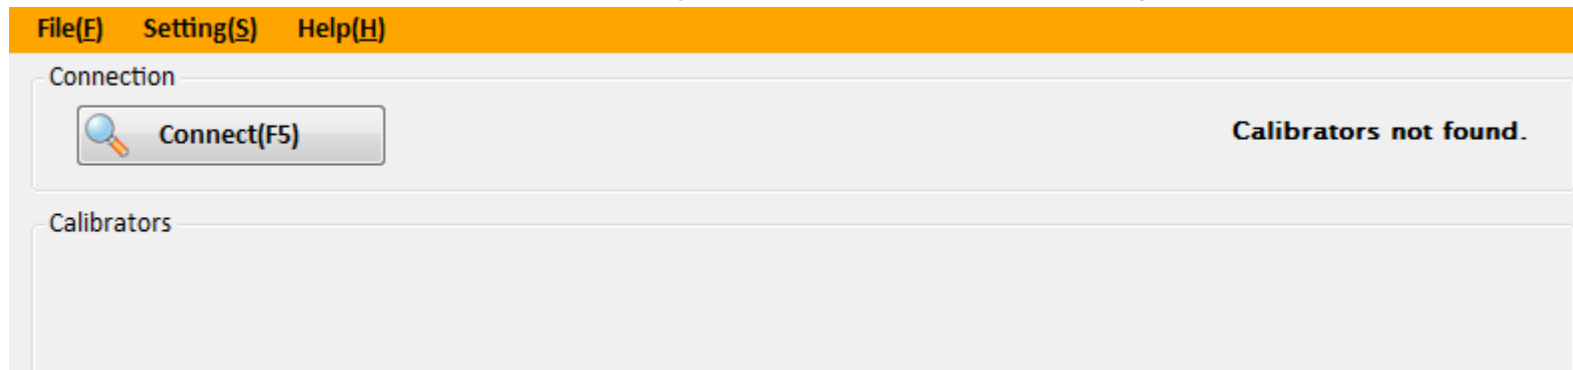 File(F) Setting(S) Help(H)
Connection
Connect(F5)
Calibrators not found.
Calibrators